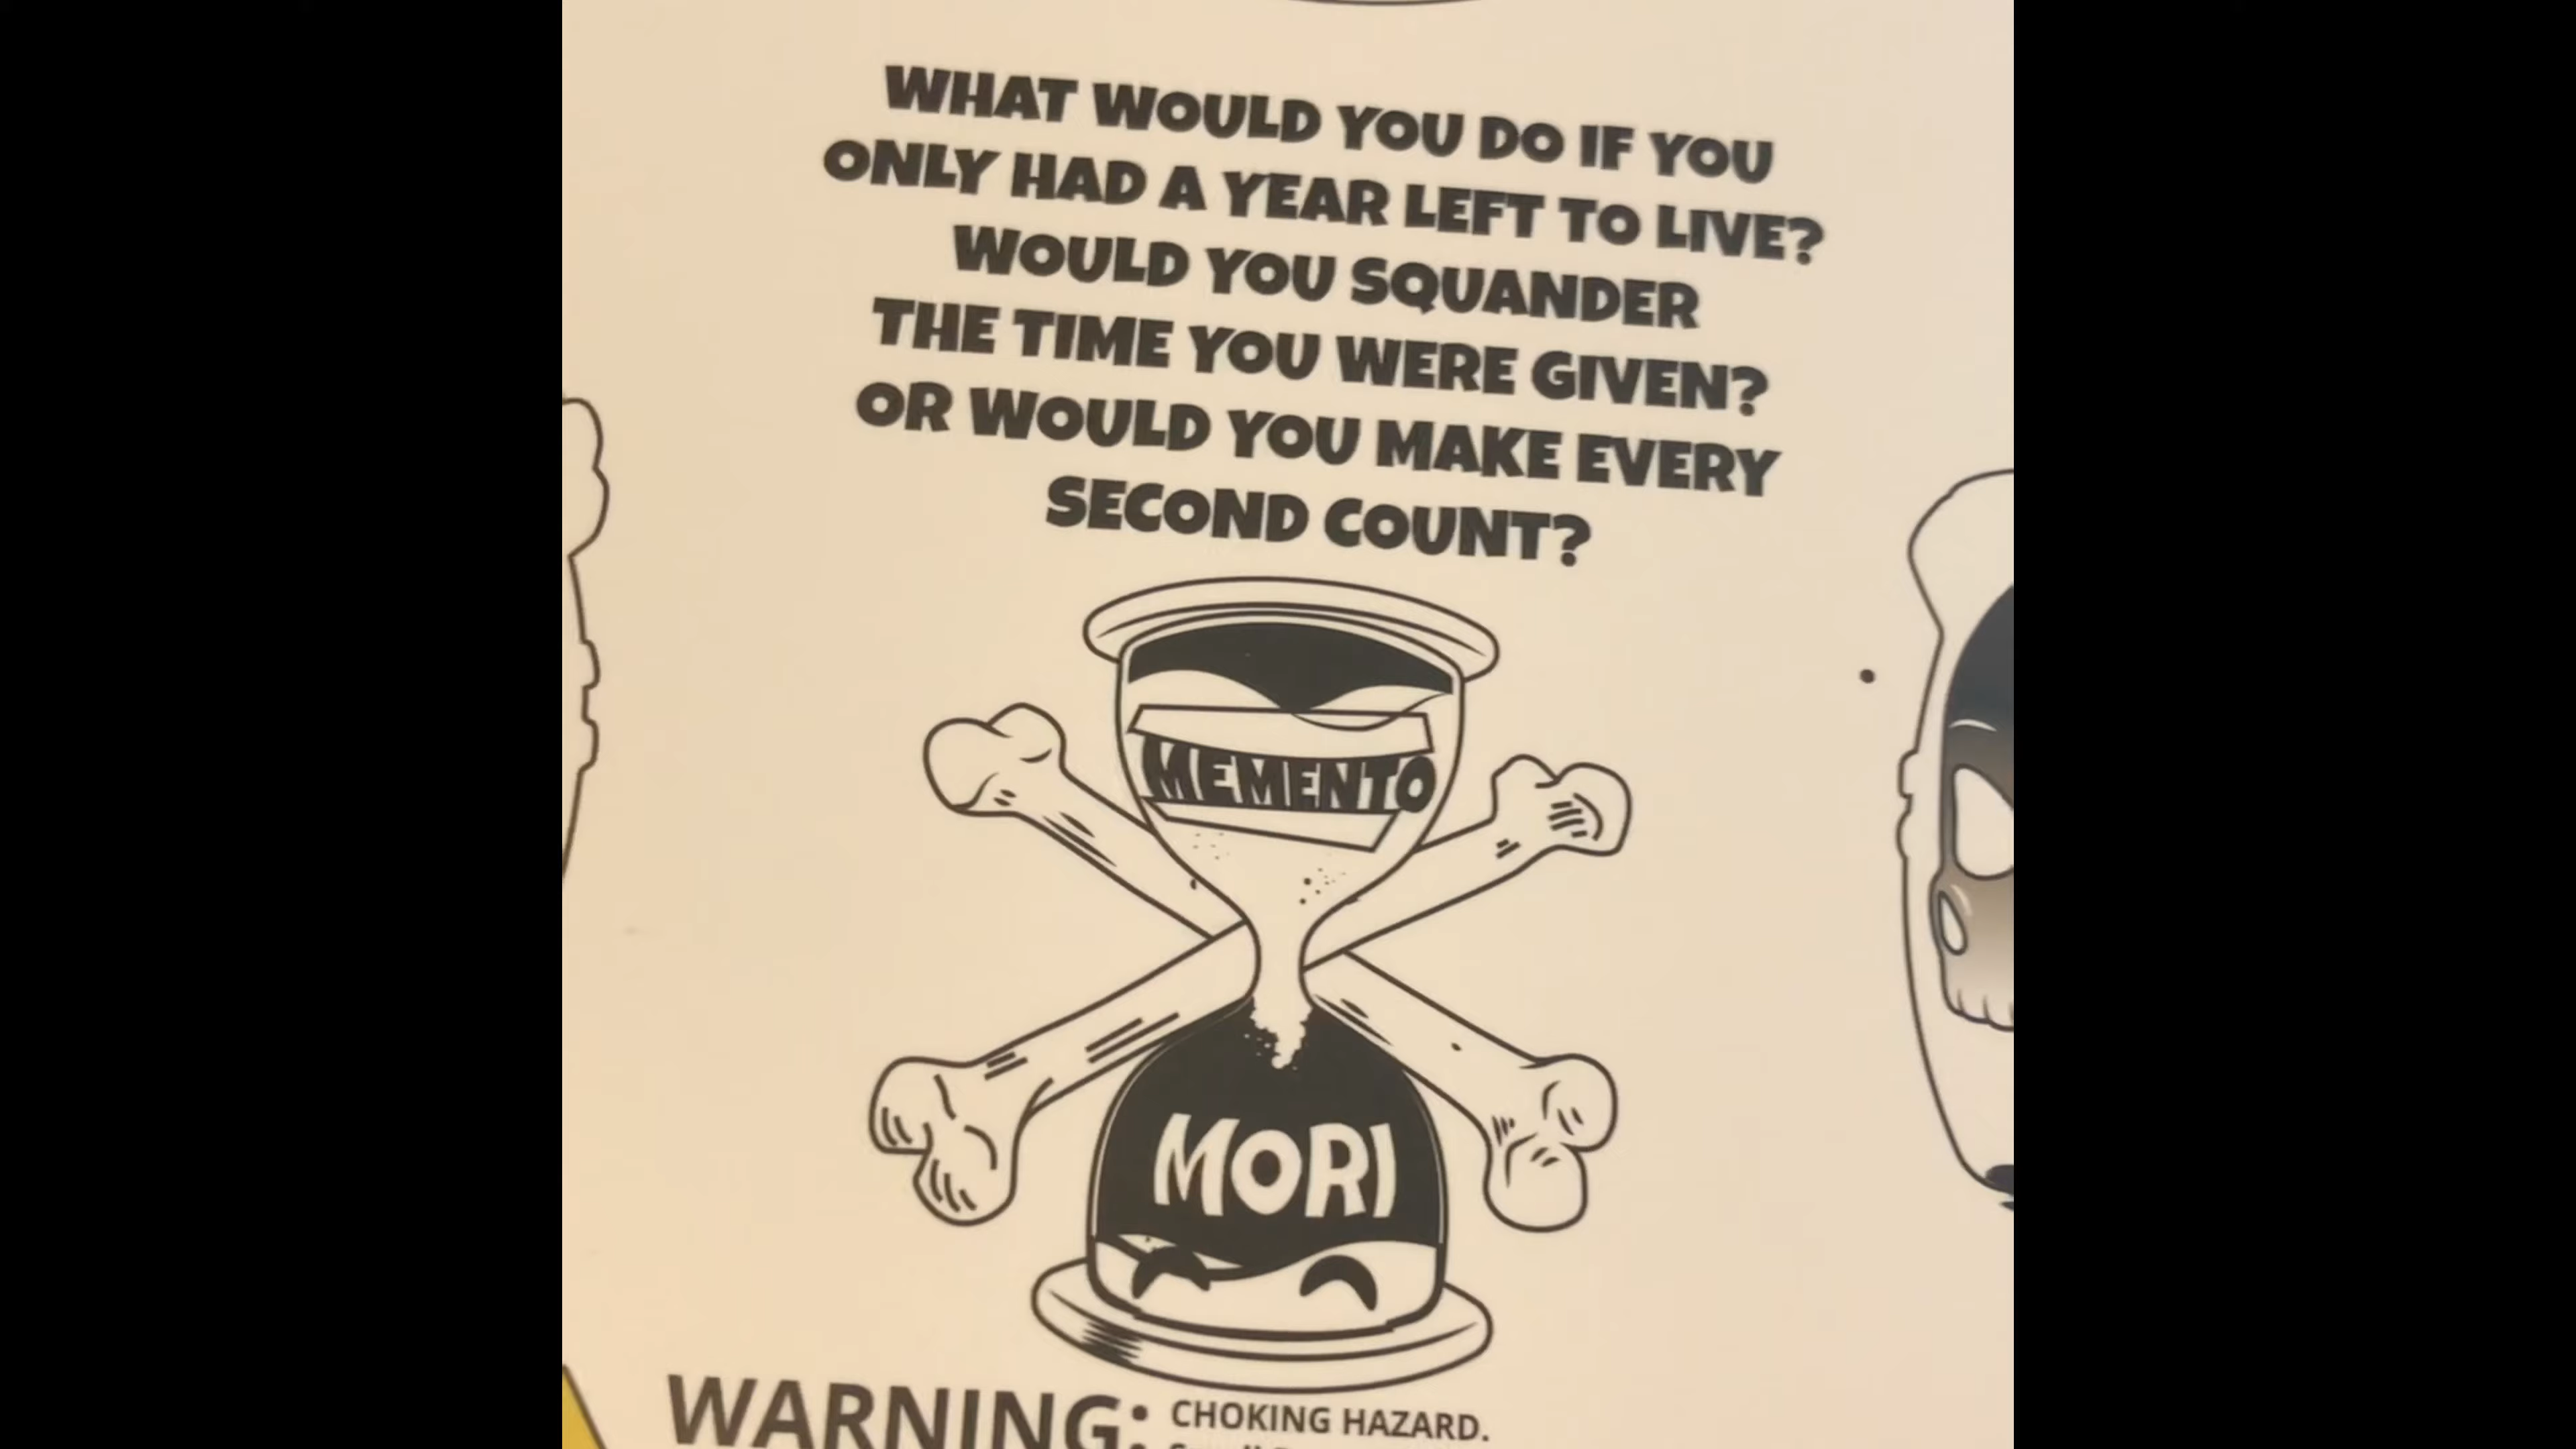 WHAT WOULD YOU DO IF YOU
ONLY HAD A YEAR LEFT TO LIVE?
WOULD YOU SQUANDER
THE TIME YOU WERE GIVEN?
OR WOULD YOU MAKE EVERY
SECOND COUNT?
MEMENTO
MORI
WARNING: CHOKING HAZARD.